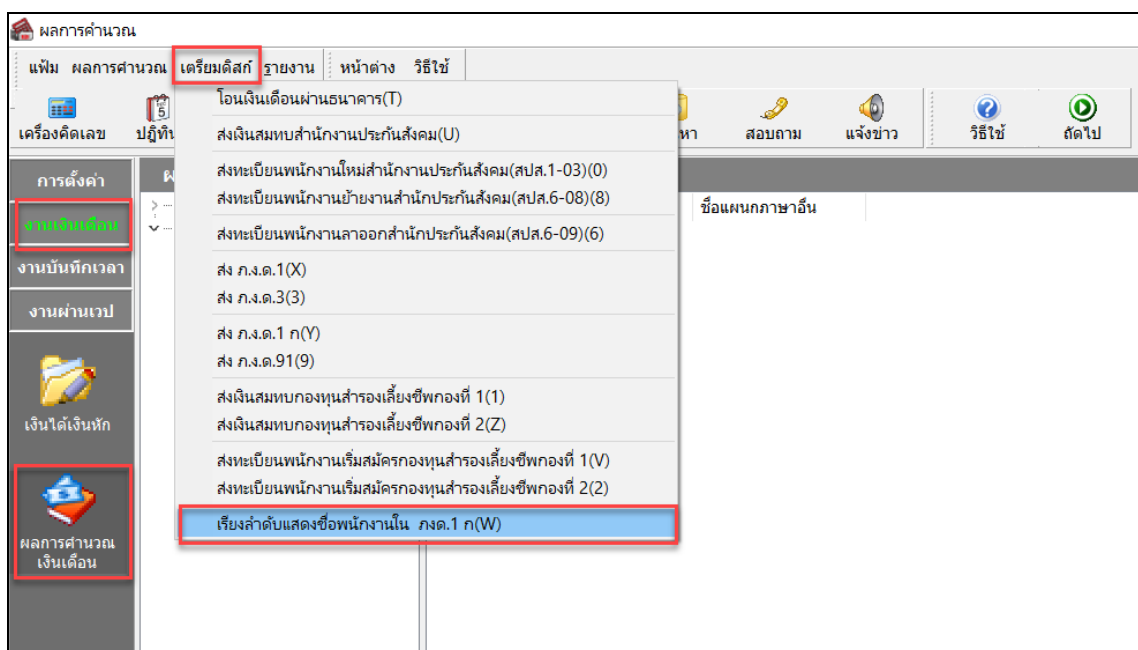 ผลการคำนวณ
แฟ้ม ผลการคำนวณ เตรียมดิสก์ รายงาน หน้าต่าง วิธีใช้
เครื่องคิดเลข สอบถาม แจ้งข่าว วิธีใช้ ถัดไป
การตั้งค่า
งานเงินเดือน
งานบันทึกเวลา
งานผ่านเวป
เงินได้เงินหัก
ผลการคำนวณ
เงินเดือน
โอนเงินเดือนผ่านธนาคาร(T)
ส่งเงินสมทบสำนักงานประกันสังคม(U)
ส่งทะเบียนพนักงานใหม่สำนักงานประกันสังคม(สปส.1-03)(0)
ส่งทะเบียนพนักงานย้ายงานสำนักประกันสังคม(สปส.6-08)(8)
ส่งทะเบียนพนักงานลาออกสำนักประกันสังคม(สปส.6-09)(6)
ส่ง ภ.ง.ด.1(X)
ส่ง ภ.ง.ด.3(3)
ส่ง ภ.ง.ด.1 ก(Y)
ส่ง ภ.ง.ด.91(9)
ส่งเงินสมทบกองทุนสำรองเลี้ยงชีพกองที่ 1(1)
ส่งเงินสมทบกองทุนสำรองเลี้ยงชีพกองที่ 2(Z)
ส่งทะเบียนพนักงานเริ่มสมัครกองทุนสำรองเลี้ยงชีพกองที่ 1(V)
ส่งทะเบียนพนักงานเริ่มสมัครกองทุนสำรองเลี้ยงชีพกองที่ 2(2)
เรียงลำดับแสดงชื่อพนักงานใน ภงด.1 ก(W)
ชื่อแผนกภาษาอื่น